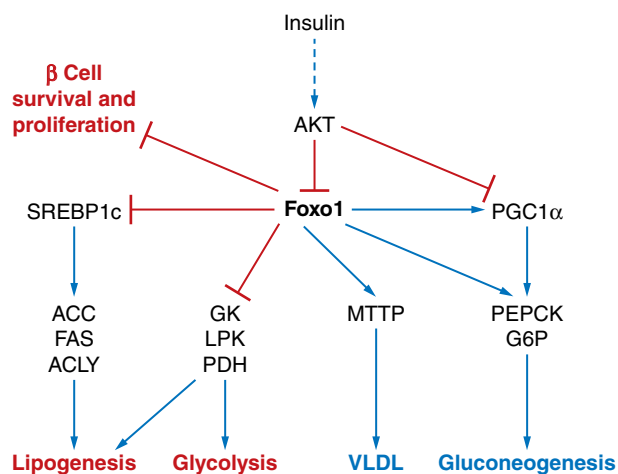 Insulin
β Cell
survival and
proliferation
AKT
SREBP1c
Foxo1
PGC1α
ACC
FAS
ACLY
GK
LPK
PDH
MTTP
PEPCK
G6P
Lipogenesis
Glycolysis
VLDL
Gluconeogenesis